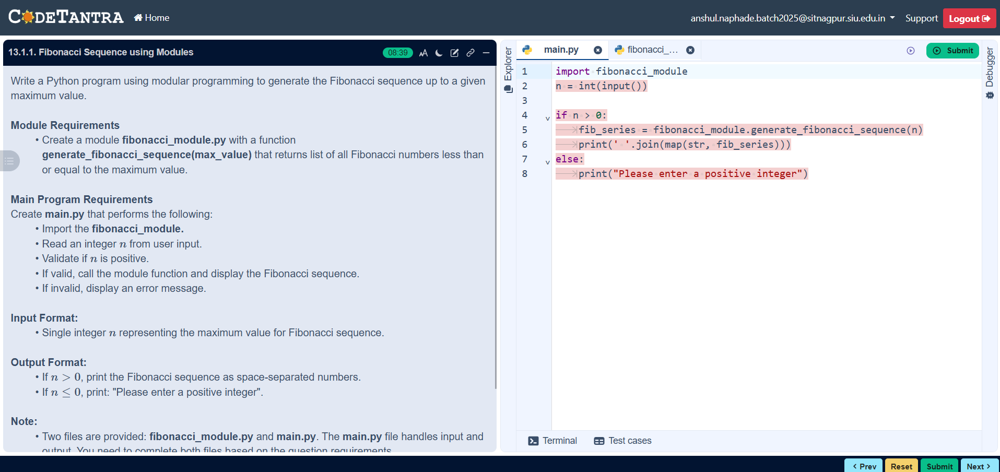 CODETANTRA Home
anshul.naphade.batch2025@sitnagpur.siu.edu.in Support Logout
13.1.1. Fibonacci Sequence using Modules 08:39 AA
Write a Python program using modular programming to generate the Fibonacci sequence up to a given
maximum value.
Module Requirements
• Create a module fibonacci_module.py with a function
generate_fibonacci_sequence(max_value) that returns list of all Fibonacci numbers less than
or equal to the maximum value.
Main Program Requirements
Create main.py that performs the following:
• Import the fibonacci_module.
• Read an integer n from user input.
• Validate if n is positive.
• If valid, call the module function and display the Fibonacci sequence.
• If invalid, display an error message.
Input Format:
• Single integer n representing the maximum value for Fibonacci sequence.
Output Format:
• If n > 0, print the Fibonacci sequence as space-separated numbers.
• If n ≤ 0, print: "Please enter a positive integer".
Note:
• Two files are provided: fibonacci_module.py and main.py. The main.py file handles input and
output. You need to complete both files based on the question requirements.
Explorer
main.py fibonacci_... Submit
1 import fibonacci_module
2 n = int(input())
3
4 if n > 0:
5 fib_series = fibonacci_module.generate_fibonacci_sequence(n)
6 print(' '.join(map(str, fib_series)))
7 else:
8 print("Please enter a positive integer")
Debugger
Terminal Test cases
< Prev Reset Submit Next >